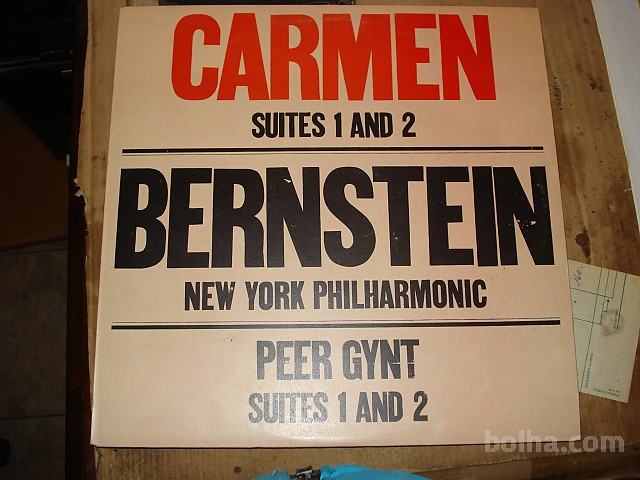 CARMEN
SUITES 1 AND 2
BERNSTEIN
NEW YORK PHILHARMONIC
PEER GYNT
SUITES 1 AND 2
bolha.com